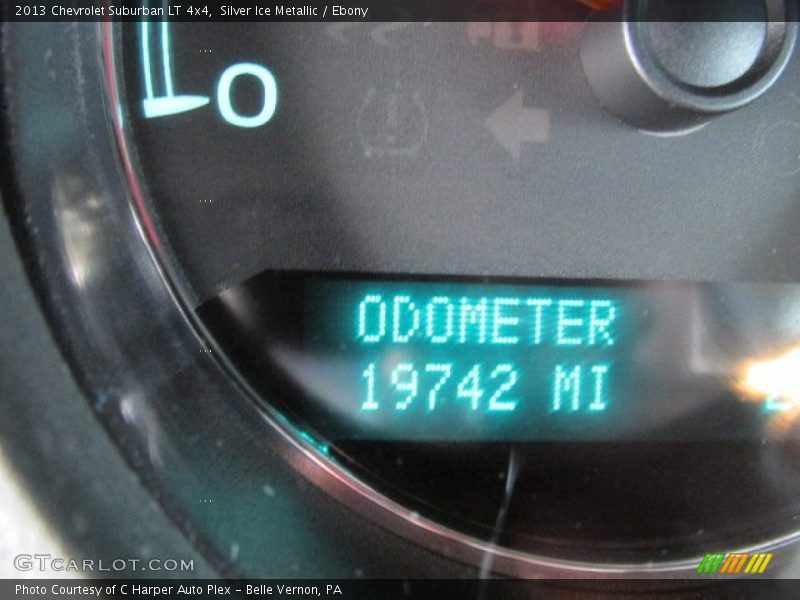 2013 Chevrolet Suburban LT 4x4, Silver Ice Metallic / Ebony
0
ODOMETER
19742 MI
GTCARLOT.COM
Photo Courtesy of C Harper Auto Plex - Belle Vernon, PA